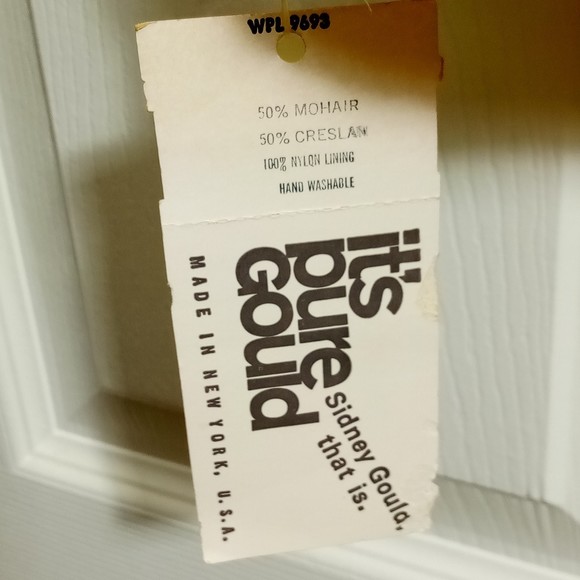 WPL 9693
50% MOHAIR
50% CRESLAN
100% NYLON LINING
HAND WASHABLE
it's
pure
Gould
Sidney Gould,
that is.
MADE IN NEW YORK, U.S.A.